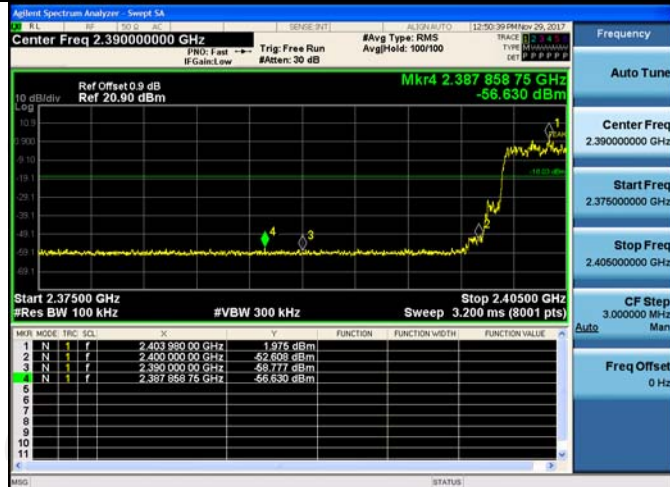 Agilent Spectrum Analyzer - Swept SA
RL RF 50 Ω AC SENSE:INT ALIGN AUTO 12:50:39 PM Nov 29, 2017
Center Freq 2.390000000 GHz
PNO: Fast
IFGain:Low
Trig: Free Run
#Atten: 30 dB
#Avg Type: RMS
Avg|Hold: 100/100
TRACE 1 2 3 4 5 6
TYPE M
DET P P P P P P
Ref Offset 0.9 dB
Ref 20.90 dBm
10 dB/div
Log
Mkr4 2.387 858 75 GHz
-56.630 dBm
10.9
0.900
-9.10
-19.1
-29.1
-39.1
-49.1
-59.1
-69.1
1
2
3
4
Start 2.37500 GHz
#Res BW 100 kHz
#VBW 300 kHz
Stop 2.40500 GHz
Sweep 3.200 ms (8001 pts)
MKR MODE TRC SCL X Y FUNCTION FUNCTION WIDTH FUNCTION VALUE
1 N 1 f 2.403 980 00 GHz 1.975 dBm
2 N 1 f 2.400 000 00 GHz -52.608 dBm
3 N 1 f 2.390 000 00 GHz -58.777 dBm
4 N 1 f 2.387 858 75 GHz -56.630 dBm
5
6
7
8
9
10
11
MSG
STATUS
Frequency
Auto Tune
Center Freq
2.390000000 GHz
Start Freq
2.375000000 GHz
Stop Freq
2.405000000 GHz
CF Step
3.000000 MHz
Auto Man
Freq Offset
0 Hz